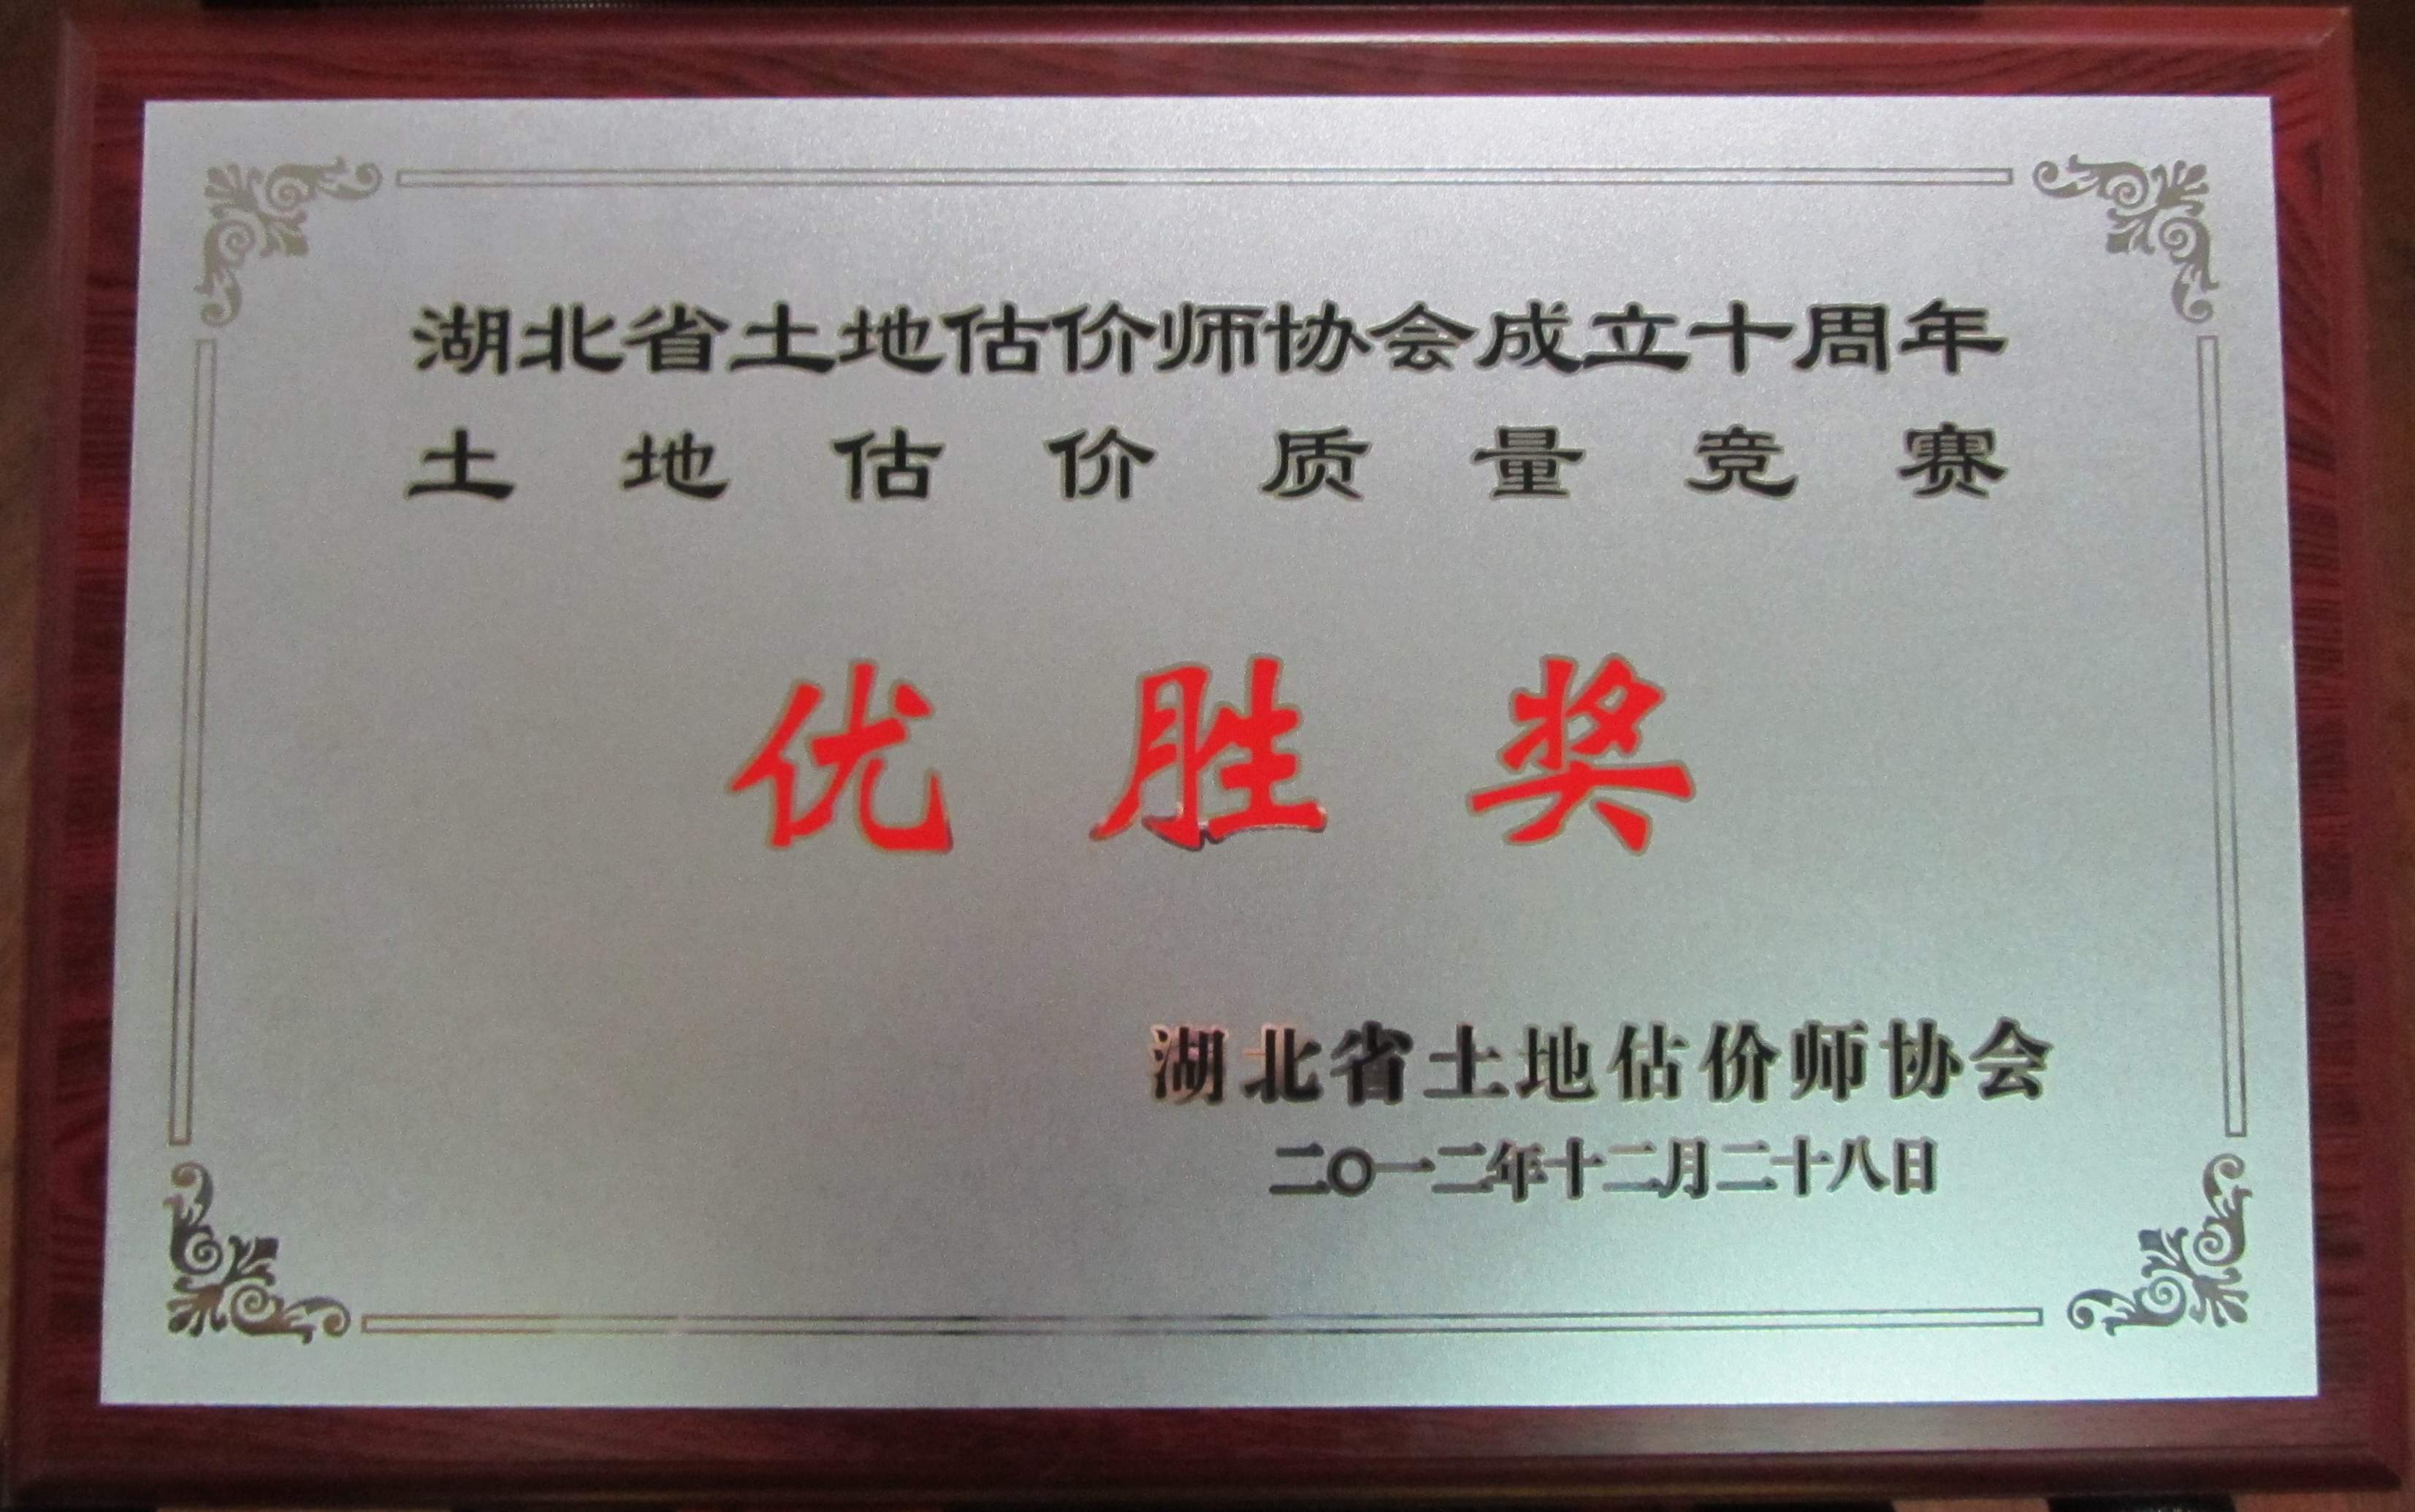 湖北省土地估价师协会成立十周年
土地估价质量竞赛
优胜奖
湖北省土地估价师协会
二〇一二年十二月二十八日